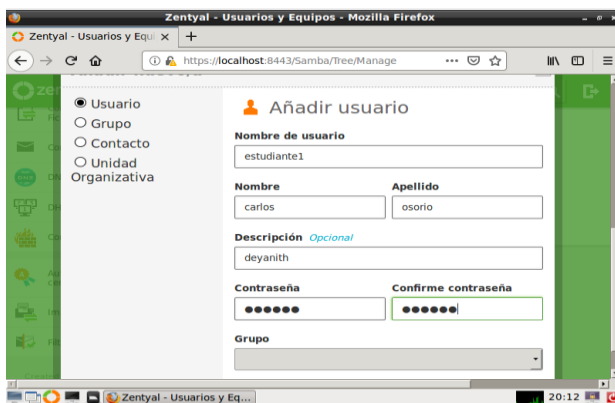 Zentyal - Usuarios y Equipos - Mozilla Firefox
Zentyal - Usuarios y Equi
https://localhost:8443/Samba/Tree/Manage
Usuario
Grupo
Contacto
Unidad
Organizativa
Añadir usuario
Nombre de usuario
estudiante1
Nombre Apellido
carlos osorio
Descripción Opcional
deyanith
Contraseña Confirme contraseña
●●●●●● ●●●●●●
Grupo
Zentyal - Usuarios y Eq...
20:12